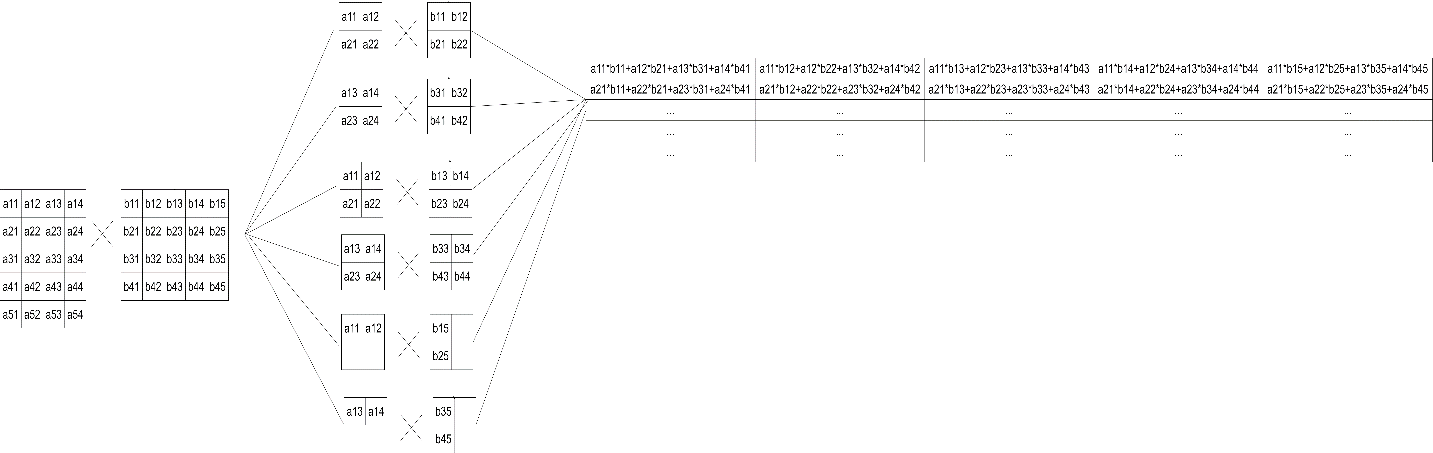 a11 a12 a13 a14
a21 a22 a23 a24
a31 a32 a33 a34
a41 a42 a43 a44
a51 a52 a53 a54
b11 b12 b13 b14 b15
b21 b22 b23 b24 b25
b31 b32 b33 b34 b35
b41 b42 b43 b44 b45
a11 a12
a21 a22
b11 b12
b21 b22
a13 a14
a23 a24
b31 b32
b41 b42
a11 a12
a21 a22
b13 b14
b23 b24
a13 a14
a23 a24
b33 b34
b43 b44
a11 a12
b15
b25
a13 a14
b35
b45
a11*b11+a12*b21+a13*b31+a14*b41 a11*b12+a12*b22+a13*b32+a14*b42 a11*b13+a12*b23+a13*b33+a14*b43 a11*b14+a12*b24+a13*b34+a14*b44 a11*b15+a12*b25+a13*b35+a14*b45
a21*b11+a22*b21+a23*b31+a24*b41 a21*b12+a22*b22+a23*b32+a24*b42 a21*b13+a22*b23+a23*b33+a24*b43 a21*b14+a22*b24+a23*b34+a24*b44 a21*b15+a22*b25+a23*b35+a24*b45
... ... ... ... ...
... ... ... ... ...
... ... ... ... ...